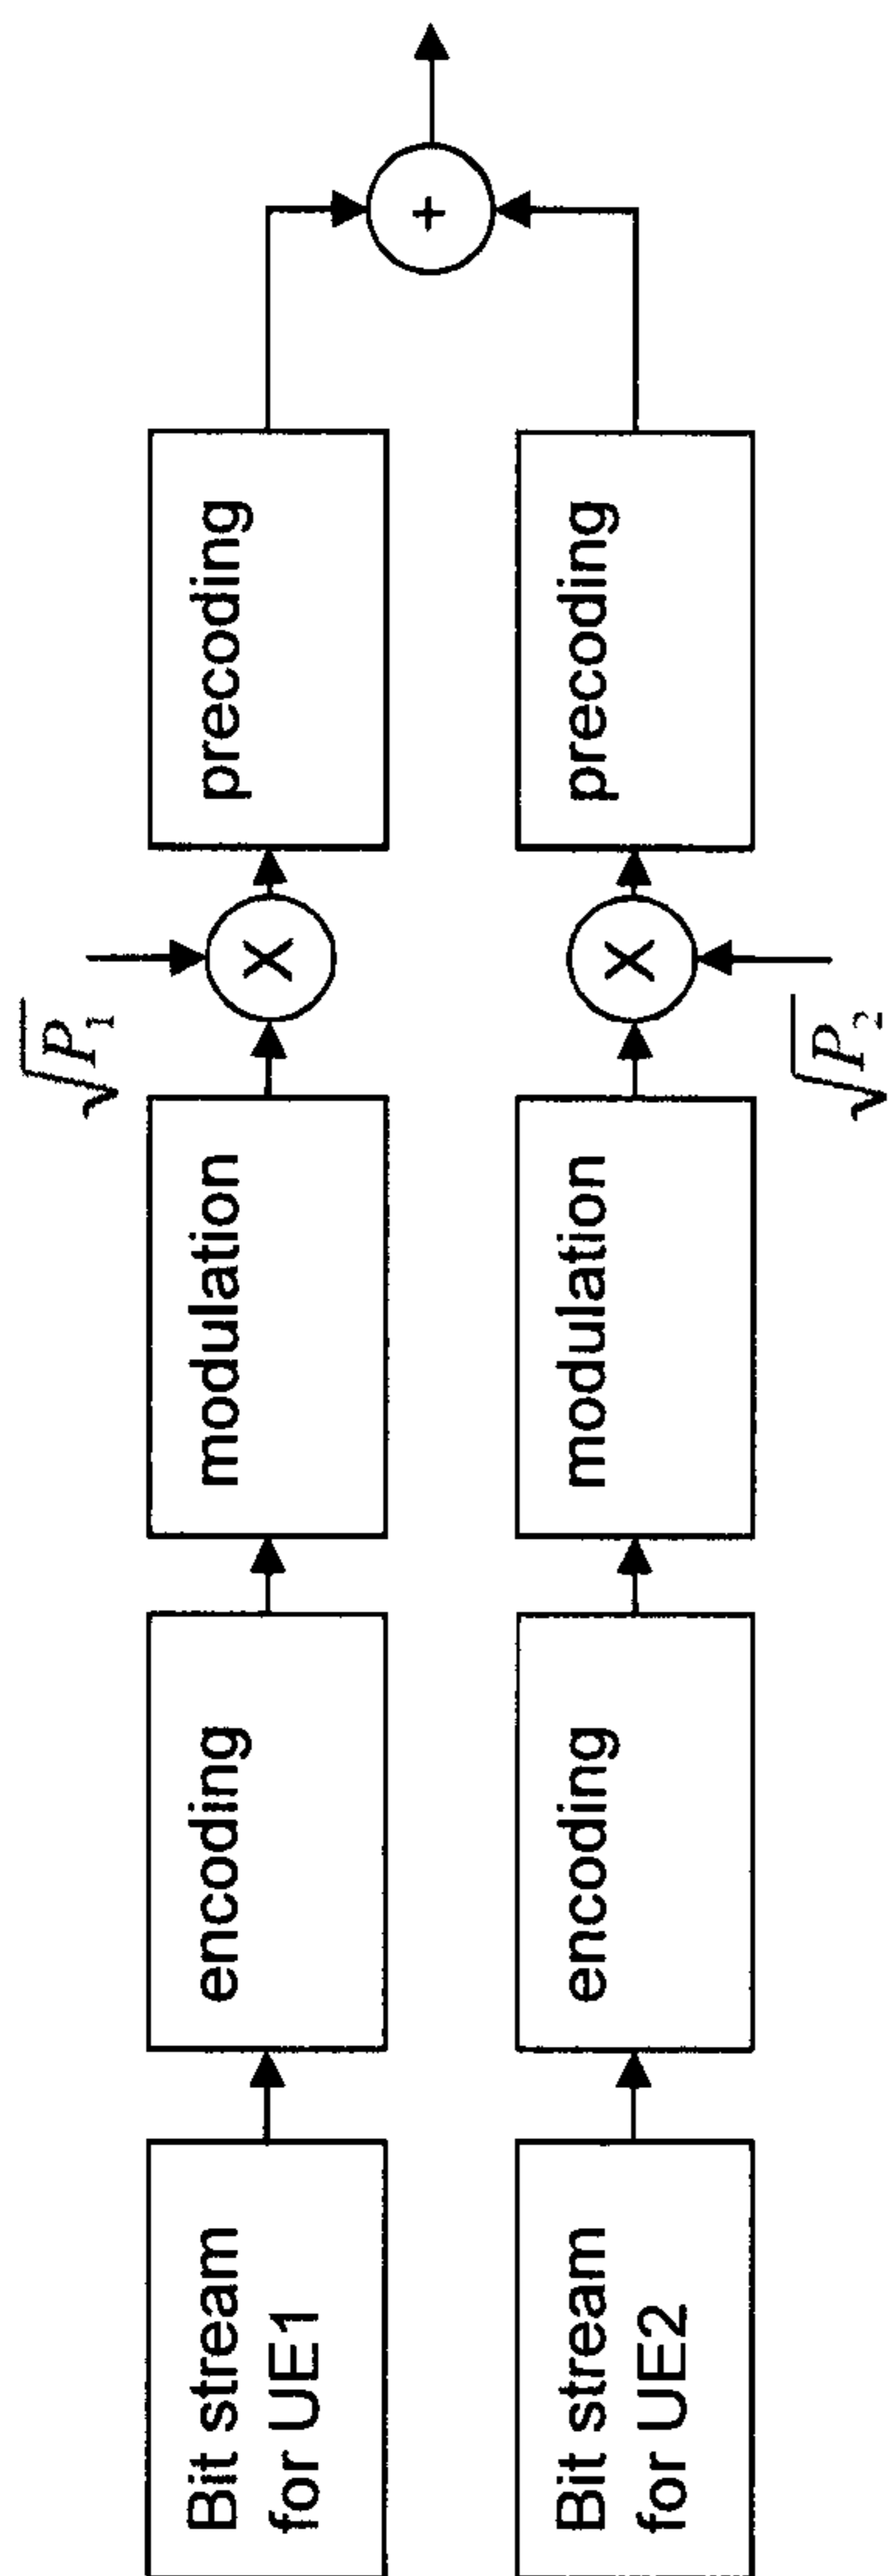 Bit stream
for UE1
encoding
modulation
√P₁
X
precoding
Bit stream
for UE2
encoding
modulation
√P₂
X
precoding
+